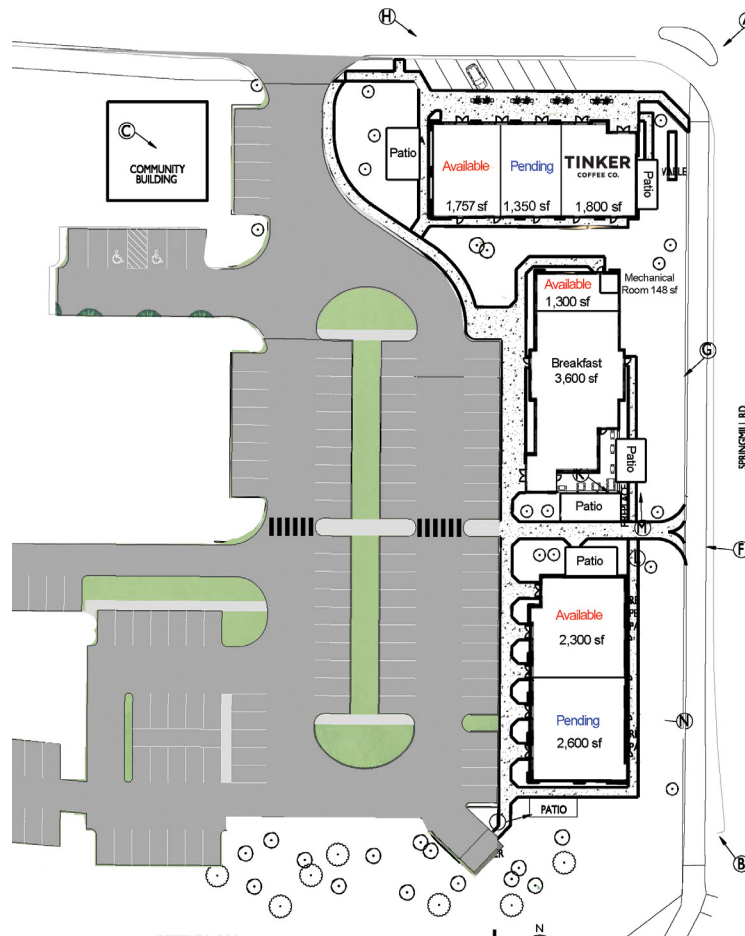 H
C
COMMUNITY
BUILDING
Patio
Available
1,757 sf
Pending
1,350 sf
TINKER
COFFEE CO.
1,800 sf
Patio
Available
1,300 sf
Mechanical
Room 148 sf
G
Breakfast
3,600 sf
Patio
K
Patio
M
F
Patio
Available
2,300 sf
Pending
2,600 sf
N
PATIO
B
N